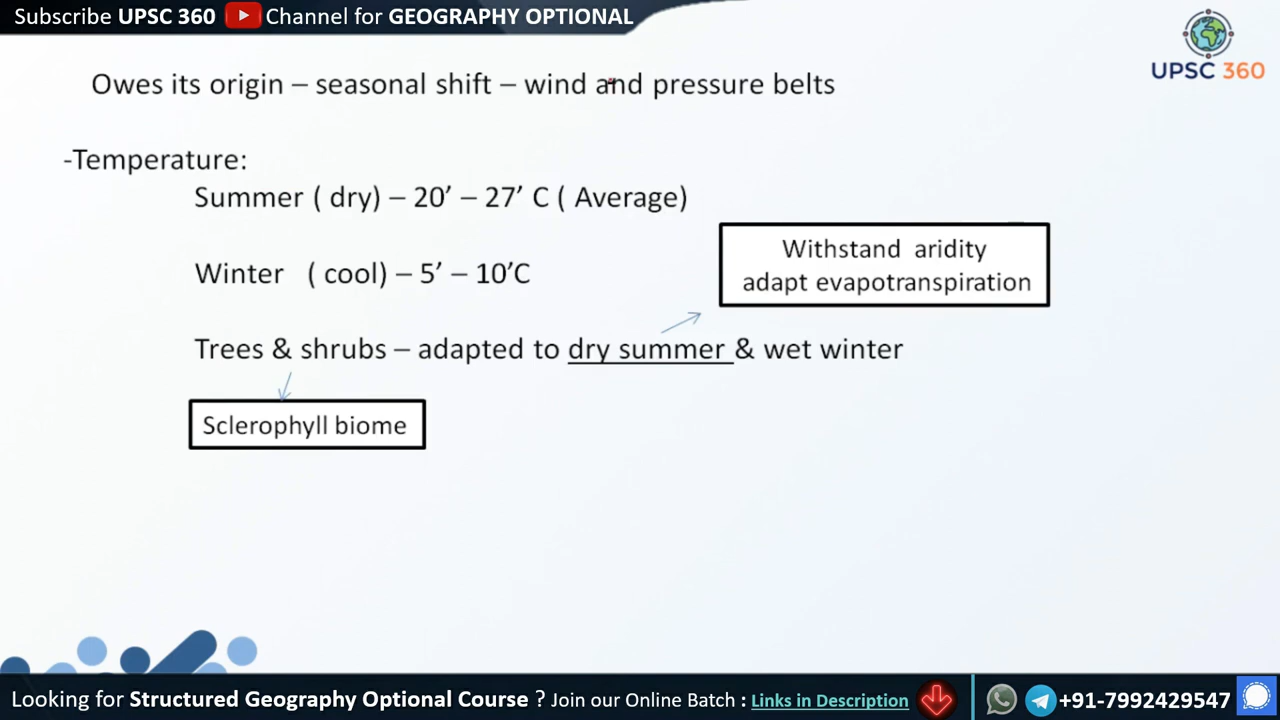 Subscribe UPSC 360 Channel for GEOGRAPHY OPTIONAL
UPSC 360
Owes its origin – seasonal shift – wind and pressure belts
-Temperature:
Summer ( dry) – 20’ – 27’ C ( Average)
Withstand aridity
adapt evapotranspiration
Winter ( cool) – 5’ – 10’C
Trees & shrubs – adapted to dry summer & wet winter
Sclerophyll biome
Looking for Structured Geography Optional Course ? Join our Online Batch : Links in Description +91-7992429547